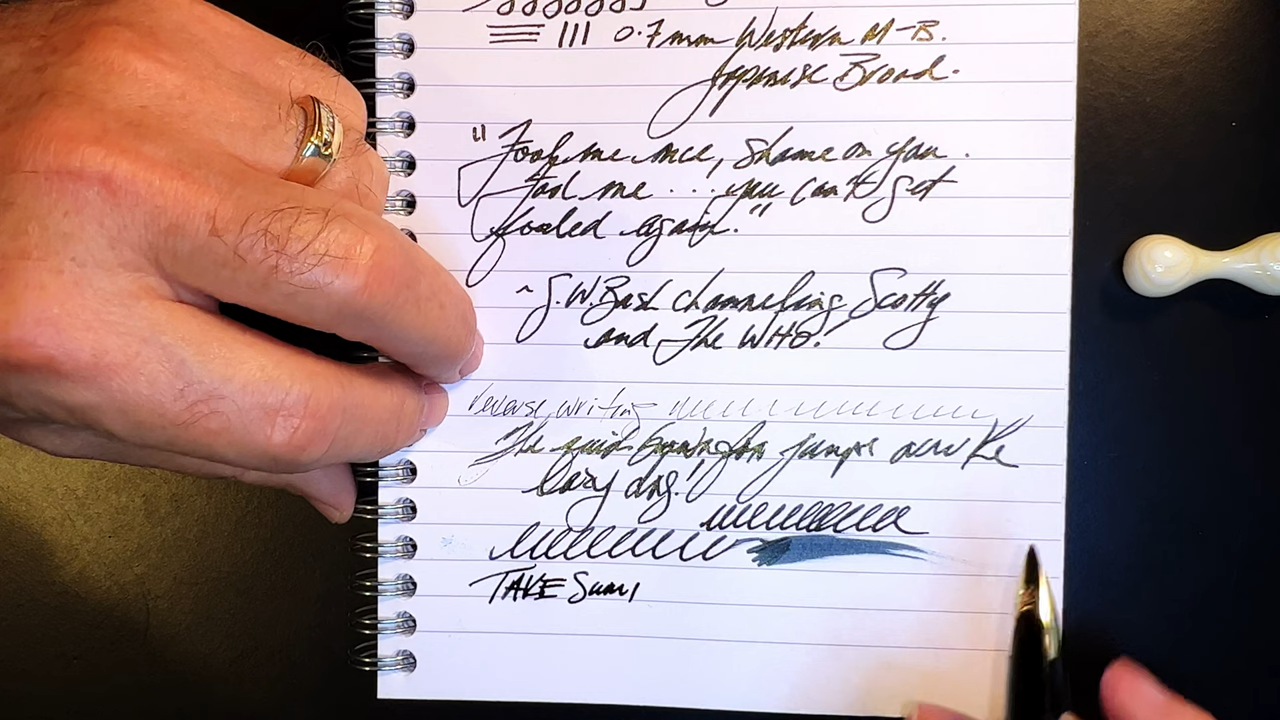 0.7mm Western M-B.
Japanese Broad.
"Fool me once, shame on you.
Fool me ... you can't get
fooled again."
~G.W.Bush channeling Scotty
and The WHO!
reverse writing
The quick brown fox jumps over the
lazy dog!
TAKE Sumi